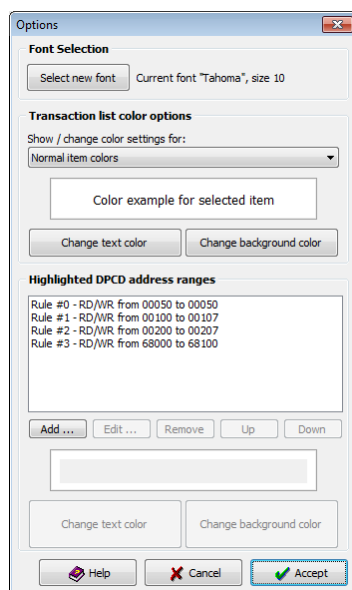 Options
Font Selection
Select new font Current font "Tahoma", size 10
Transaction list color options
Show / change color settings for:
Normal item colors
Color example for selected item
Change text color Change background color
Highlighted DPCD address ranges
Rule #0 - RD/WR from 00050 to 00050
Rule #1 - RD/WR from 00100 to 00107
Rule #2 - RD/WR from 00200 to 00207
Rule #3 - RD/WR from 68000 to 68100
Add ... Edit ... Remove Up Down
Change text color Change background color
Help Cancel Accept